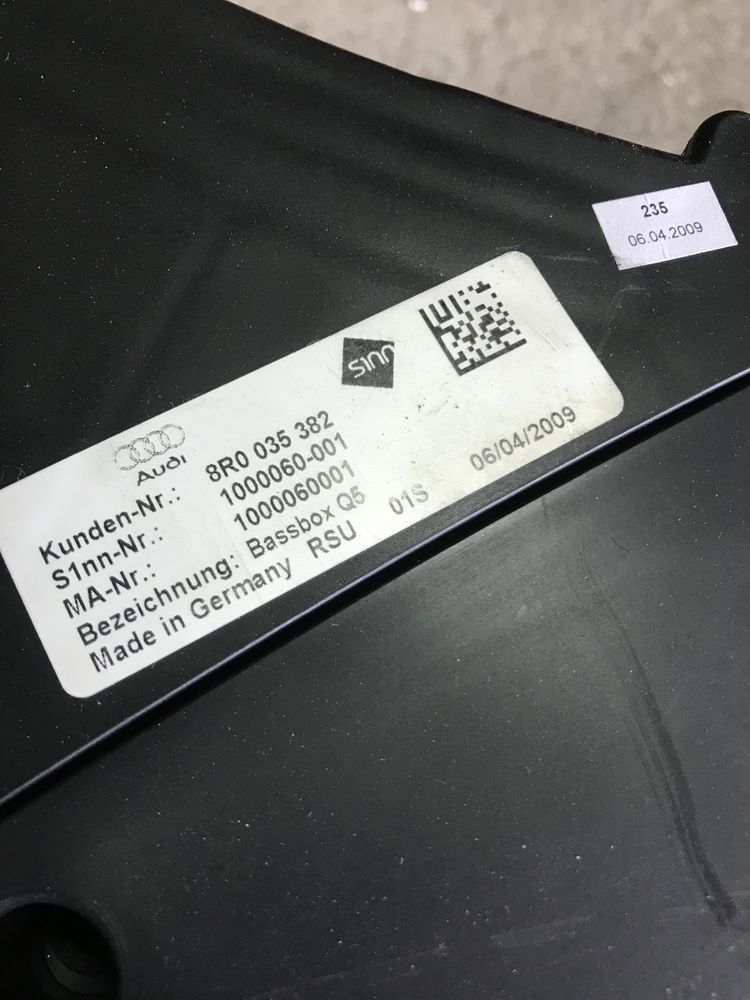 235
06.04.2009
s1nn
Audi
Kunden-Nr.: 8R0 035 382
S1nn-Nr.: 1000060-001
MA-Nr.: 1000060001
Bezeichnung: Bassbox Q5
Made in Germany RSU 01S 06/04/2009